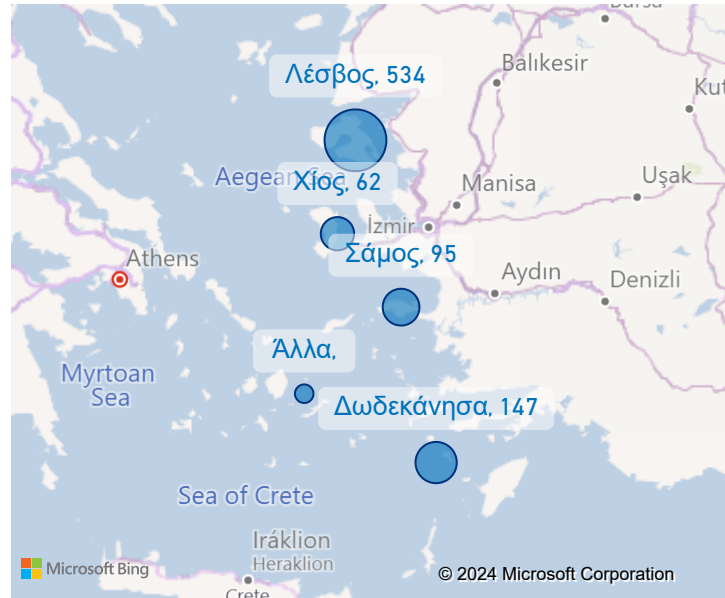 Bursa
Λέσβος, 534
Balıkesir
Kut
Aegean Sea
Χίος, 62
Manisa
Uşak
İzmir
Σάμος, 95
Athens
Aydın
Denizli
Άλλα,
Myrtoan
Sea
Δωδεκάνησα, 147
Sea of Crete
Iráklion
Heraklion
Crete
Microsoft Bing
© 2024 Microsoft Corporation